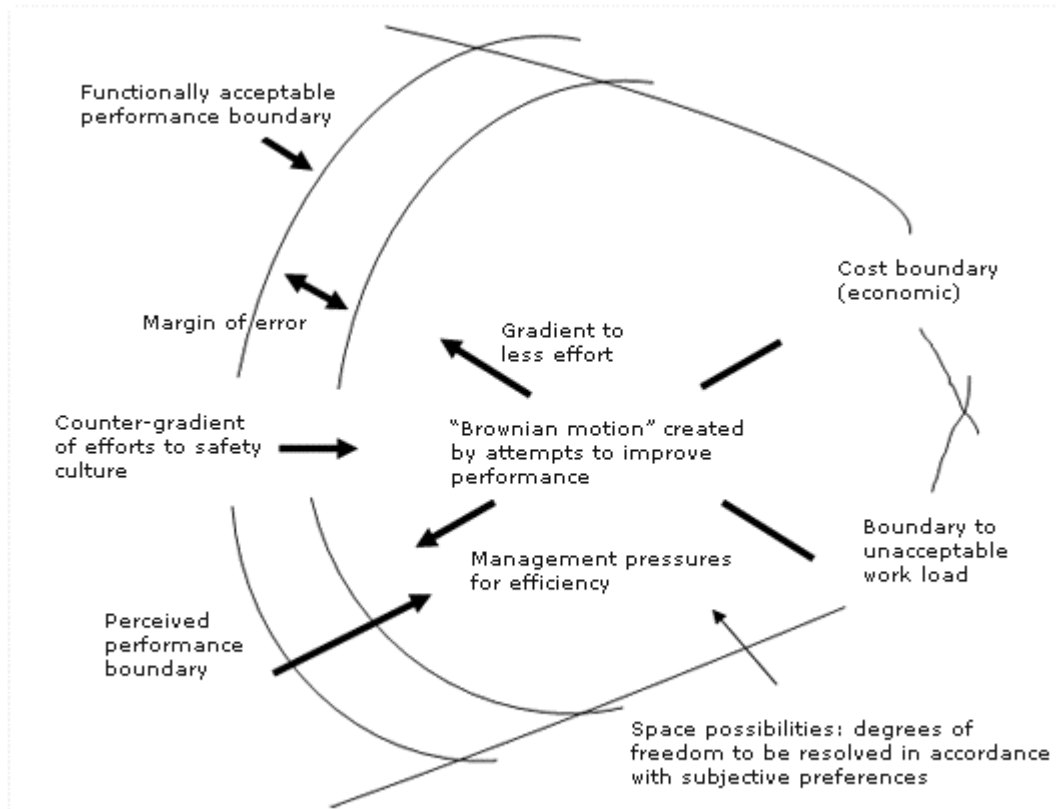 Functionally acceptable
performance boundary
Cost boundary
(economic)
Margin of error
Gradient to
less effort
Counter-gradient
of efforts to safety
culture
“Brownian motion” created
by attempts to improve
performance
Boundary to
unacceptable
work load
Management pressures
for efficiency
Perceived
performance
boundary
Space possibilities: degrees of
freedom to be resolved in accordance
with subjective preferences